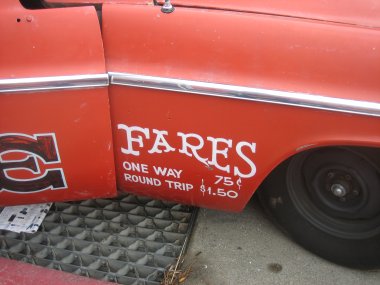 E
FARES
ONE WAY 75¢
ROUND TRIP $1.50